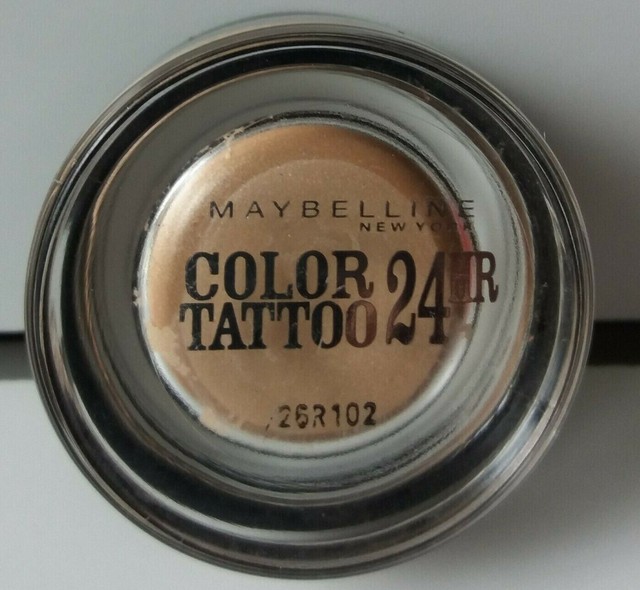 MAYBELLINE
NEW YORK
COLOR
TATTOO 24HR
26R102